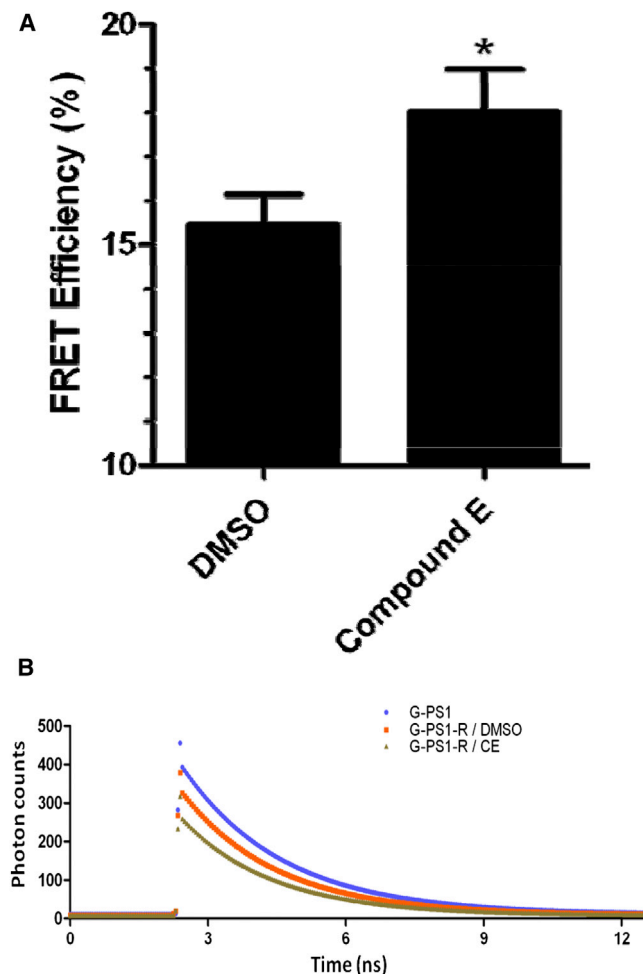 A
FRET Efficiency (%)
20
15
10
*
DMSO
Compound E
B
G-PS1
G-PS1-R / DMSO
G-PS1-R / CE
Photon counts
500
400
300
200
100
0
0 3 6 9 12
Time (ns)